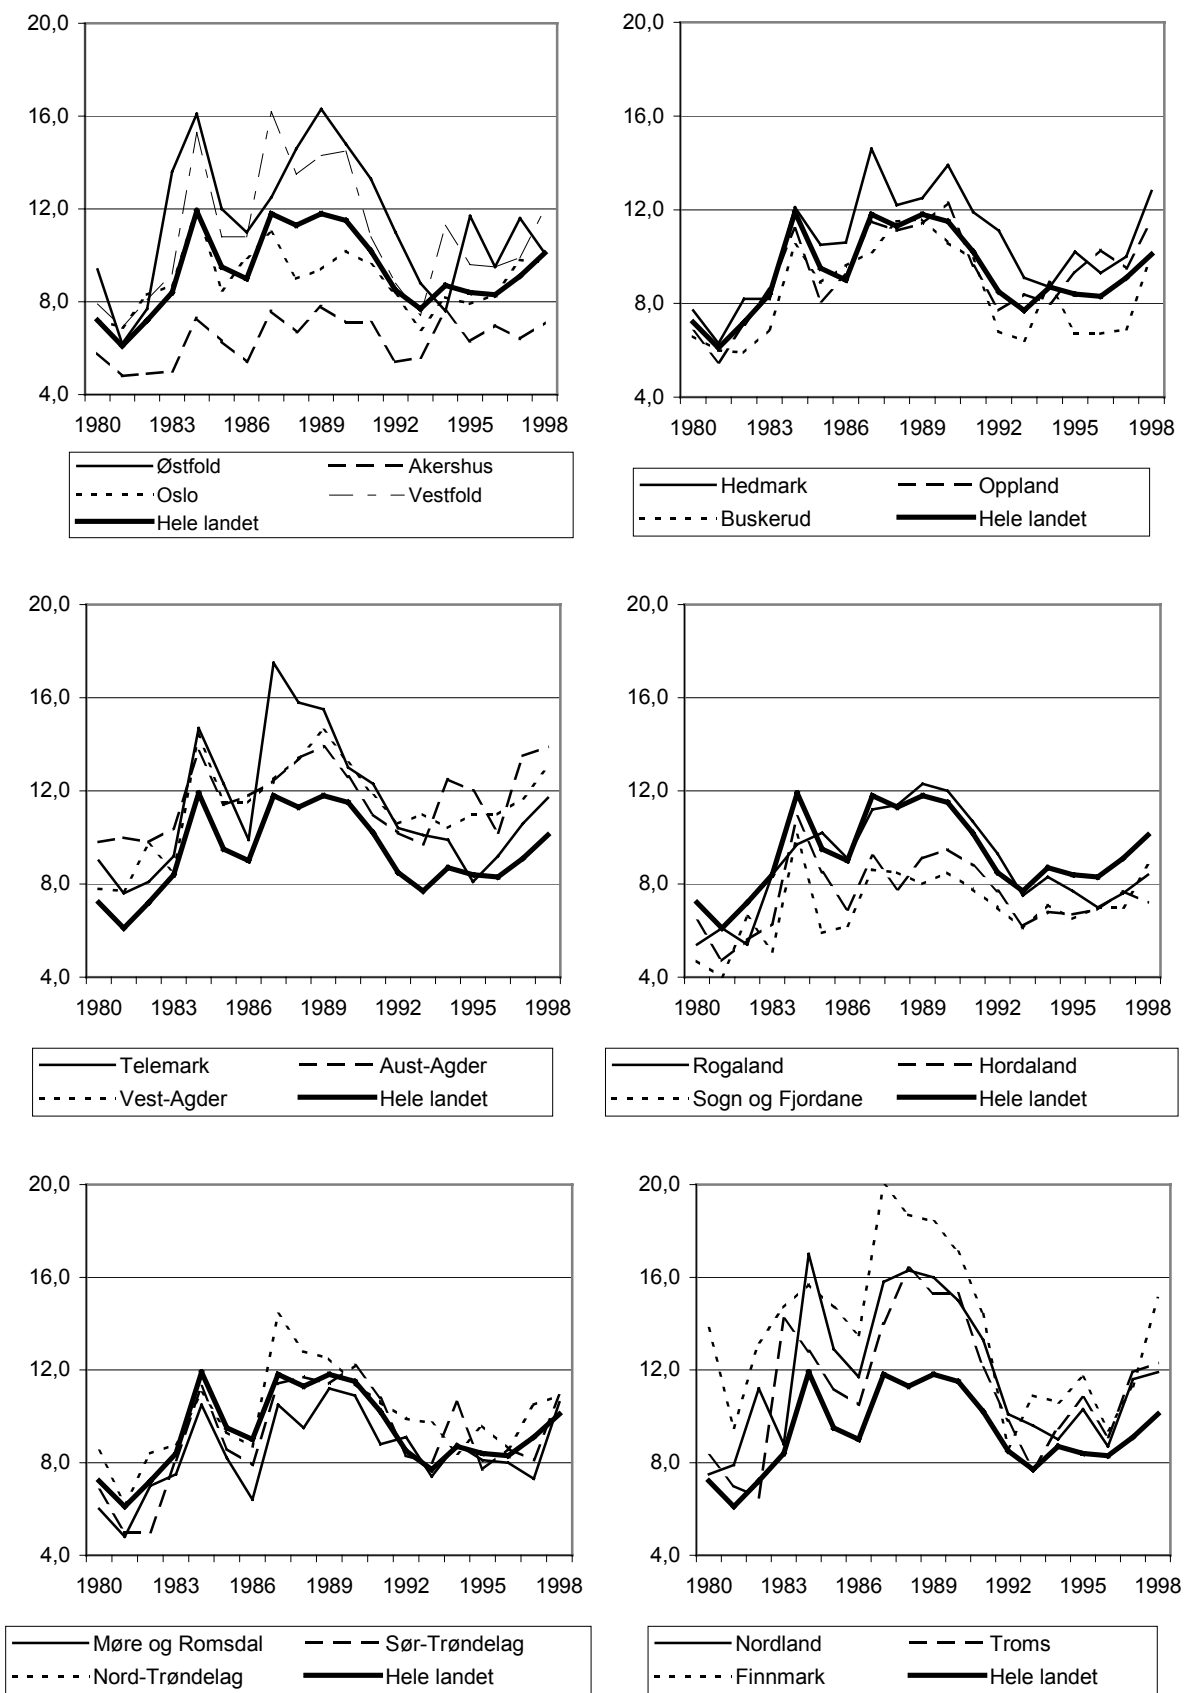 20,0
16,0
12,0
8,0
4,0
1980 1983 1986 1989 1992 1995 1998
Østfold Akershus
Oslo Vestfold
Hele landet
20,0
16,0
12,0
8,0
4,0
1980 1983 1986 1989 1992 1995 1998
Hedmark Oppland
Buskerud Hele landet
20,0
16,0
12,0
8,0
4,0
1980 1983 1986 1989 1992 1995 1998
Telemark Aust-Agder
Vest-Agder Hele landet
20,0
16,0
12,0
8,0
4,0
1980 1983 1986 1989 1992 1995 1998
Rogaland Hordaland
Sogn og Fjordane Hele landet
20,0
16,0
12,0
8,0
4,0
1980 1983 1986 1989 1992 1995 1998
Møre og Romsdal Sør-Trøndelag
Nord-Trøndelag Hele landet
20,0
16,0
12,0
8,0
4,0
1980 1983 1986 1989 1992 1995 1998
Nordland Troms
Finnmark Hele landet